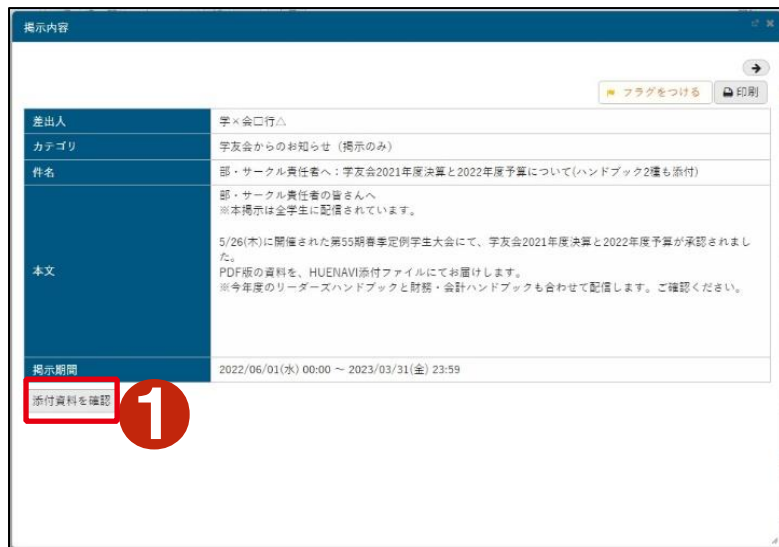 掲示内容
フラグをつける 印刷
差出人 学×会口行△
カテゴリ 学友会からのお知らせ（掲示のみ）
件名 部・サークル責任者へ：学友会2021年度決算と2022年度予算について(ハンドブック2種も添付)
本文
部・サークル責任者の皆さんへ
※本掲示は全学生に配信されています。
5/26(木)に開催された第55期春季定例学生大会にて、学友会2021年度決算と2022年度予算が承認されまし
た。
PDF版の資料を、HUENAVI添付ファイルにてお届けします。
※今年度のリーダーズハンドブックと財務・会計ハンドブックも合わせて配信します。ご確認ください。
掲示期間 2022/06/01(水) 00:00 ～ 2023/03/31(金) 23:59
添付資料を確認 1